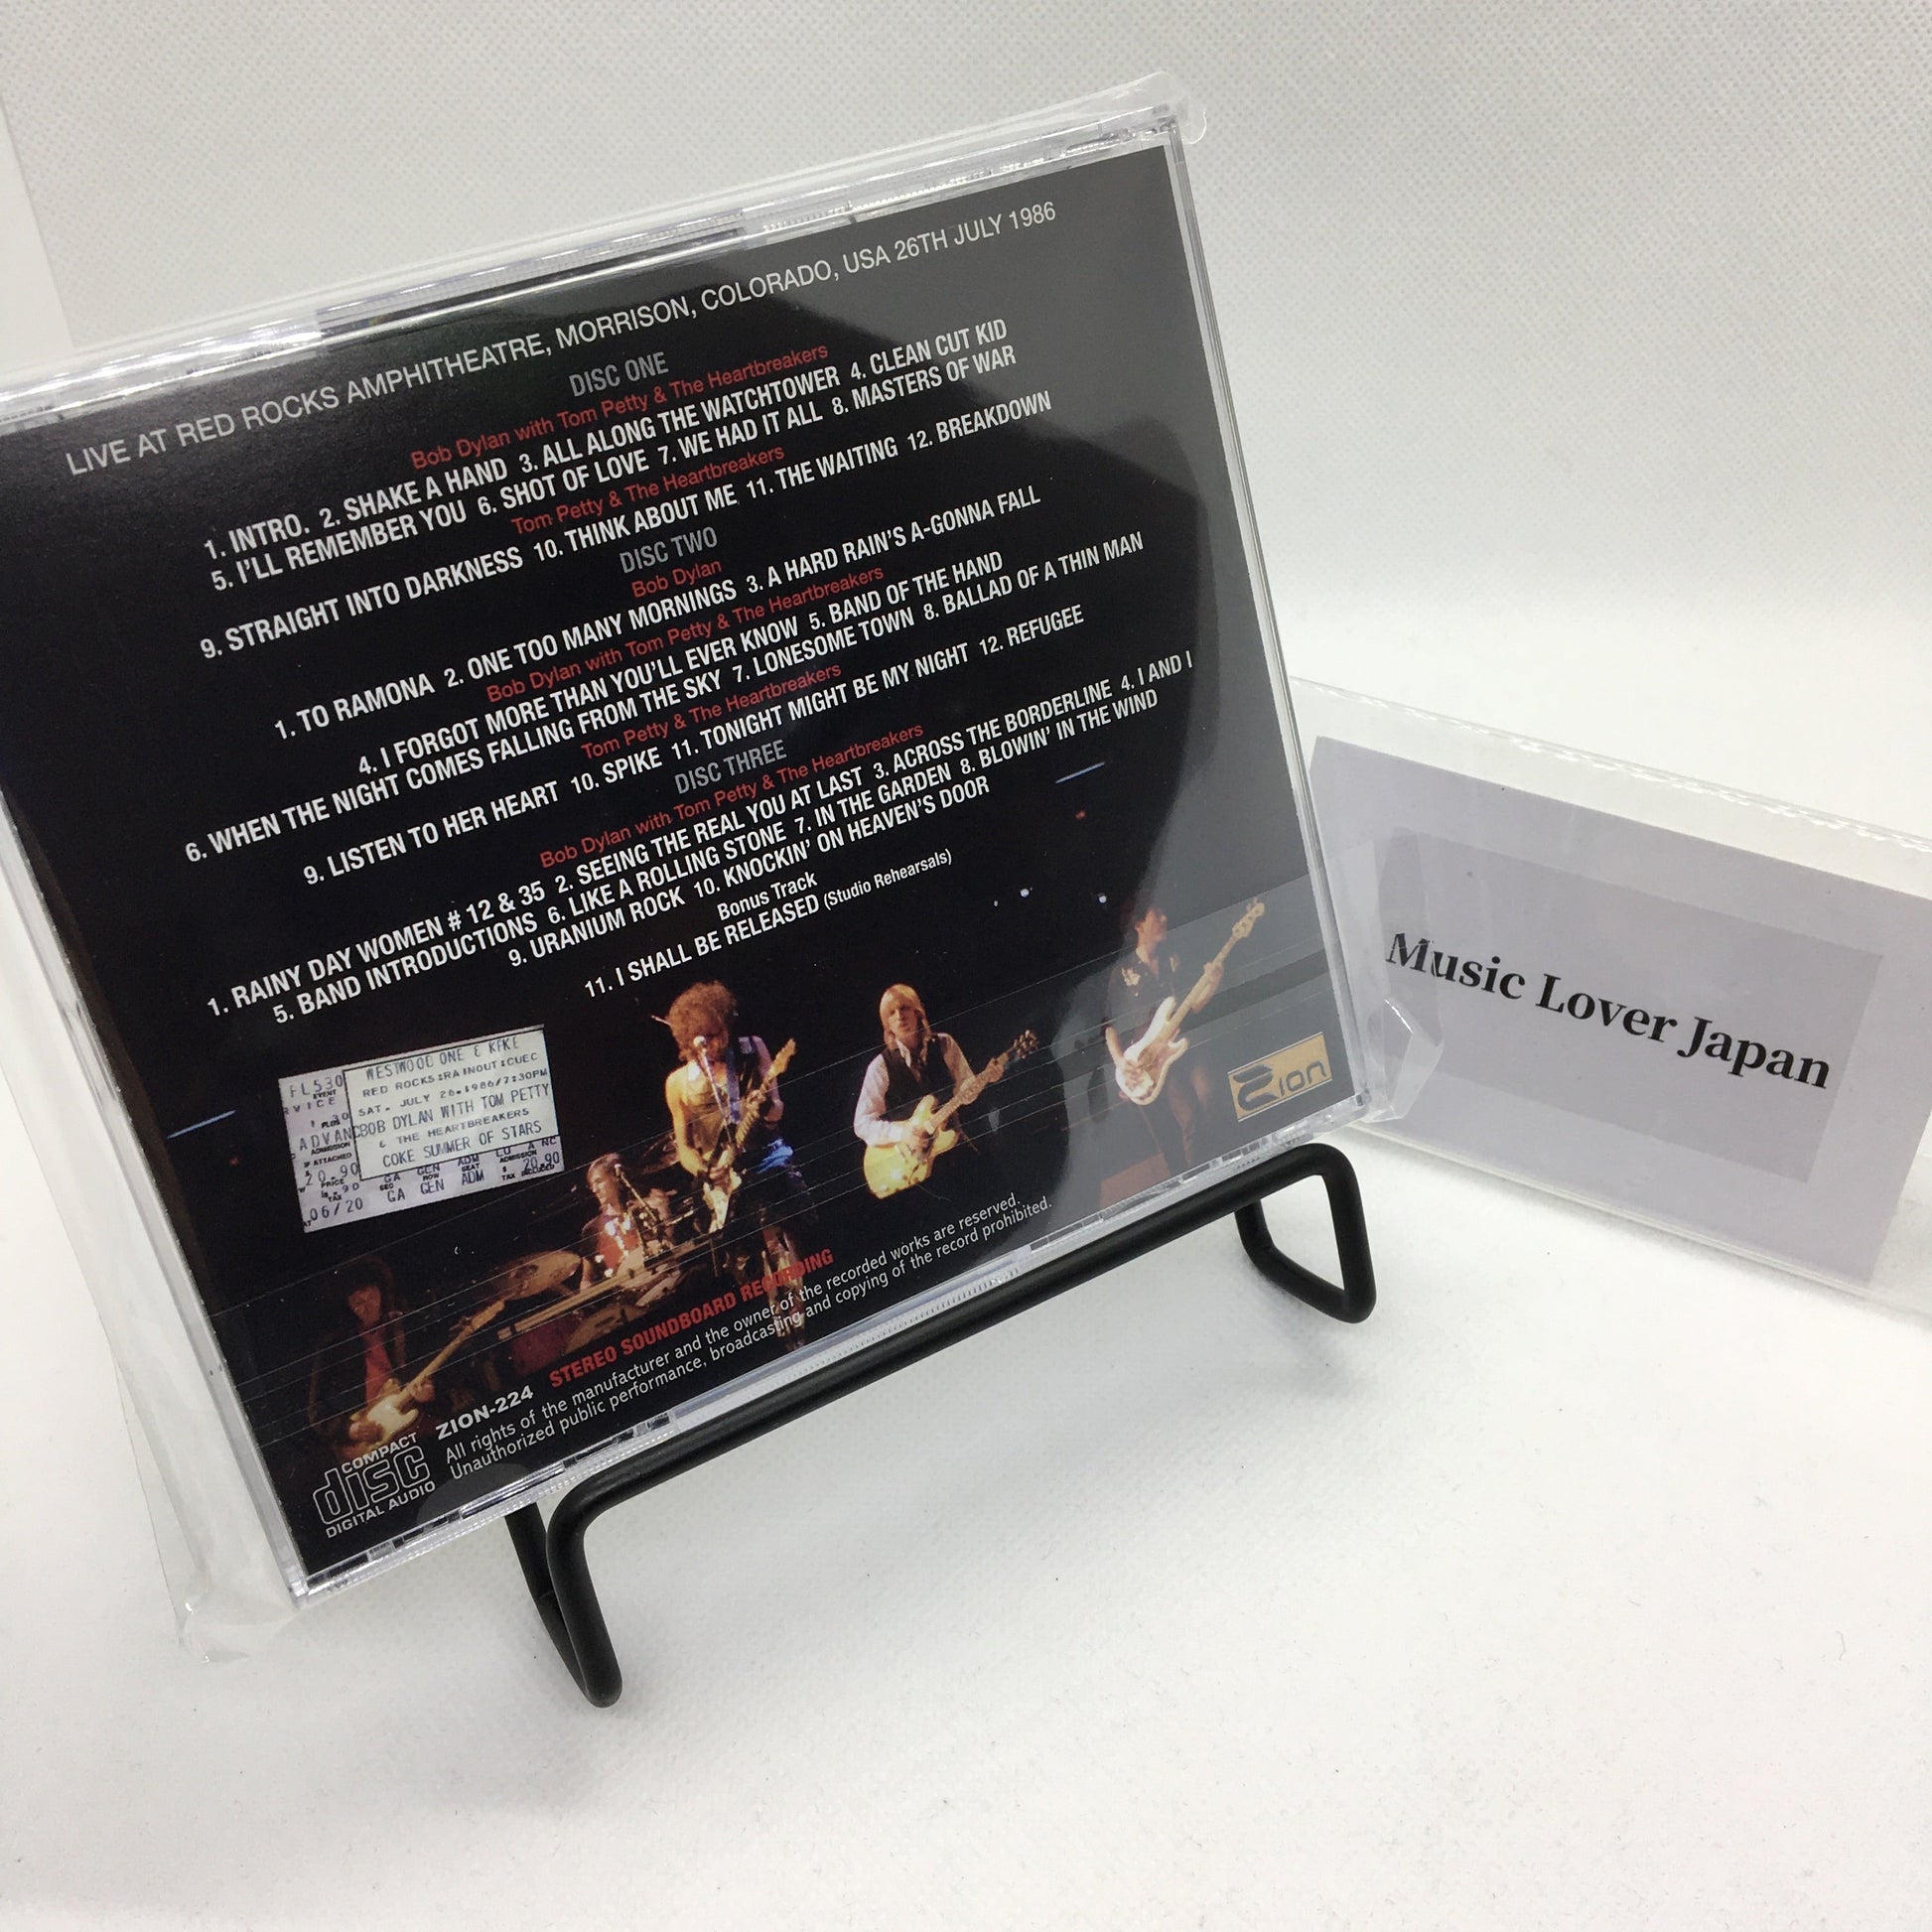 LIVE AT RED ROCKS AMPHITHEATRE, MORRISON, COLORADO, USA 26TH JULY 1986
DISC ONE
Bob Dylan with Tom Petty & The Heartbreakers
1. INTRO. 2. SHAKE A HAND 3. ALL ALONG THE WATCHTOWER 4. CLEAN CUT KID
5. I'LL REMEMBER YOU 6. SHOT OF LOVE 7. WE HAD IT ALL 8. MASTERS OF WAR
Tom Petty & The Heartbreakers
9. STRAIGHT INTO DARKNESS 10. THINK ABOUT ME 11. THE WAITING 12. BREAKDOWN
DISC TWO
Bob Dylan
1. TO RAMONA 2. ONE TOO MANY MORNINGS 3. A HARD RAIN'S A-GONNA FALL
Bob Dylan with Tom Petty & The Heartbreakers
4. I FORGOT MORE THAN YOU'LL EVER KNOW 5. BAND OF THE HAND
6. WHEN THE NIGHT COMES FALLING FROM THE SKY 7. LONESOME TOWN 8. BALLAD OF A THIN MAN
Tom Petty & The Heartbreakers
9. LISTEN TO HER HEART 10. SPIKE 11. TONIGHT MIGHT BE MY NIGHT 12. REFUGEE
DISC THREE
Bob Dylan with Tom Petty & The Heartbreakers
1. RAINY DAY WOMEN # 12 & 35 2. SEEING THE REAL YOU AT LAST 3. ACROSS THE BORDERLINE 4. I AND I
5. BAND INTRODUCTIONS 6. LIKE A ROLLING STONE 7. IN THE GARDEN 8. BLOWIN' IN THE WIND
9. URANIUM ROCK 10. KNOCKIN' ON HEAVEN'S DOOR
Bonus Track
11. I SHALL BE RELEASED (Studio Rehearsals)
WESTWOOD ONE &
RED ROCKS:RAINOUT:CUEC
SAT. JULY 26.1986/7:30PM
BOB DYLAN WITH TOM PETTY
& THE HEARTBREAKERS
COKE SUMMER OF STARS
20.90
GA GEN ADM
06/20
Zion
STEREO SOUNDBOARD RECORDING
ZION-224
All rights of the manufacturer and the owner of the recorded works are reserved.
Unauthorized public performance, broadcasting and copying of the record prohibited.
COMPACT
disc
DIGITAL AUDIO
Music Lover Japan